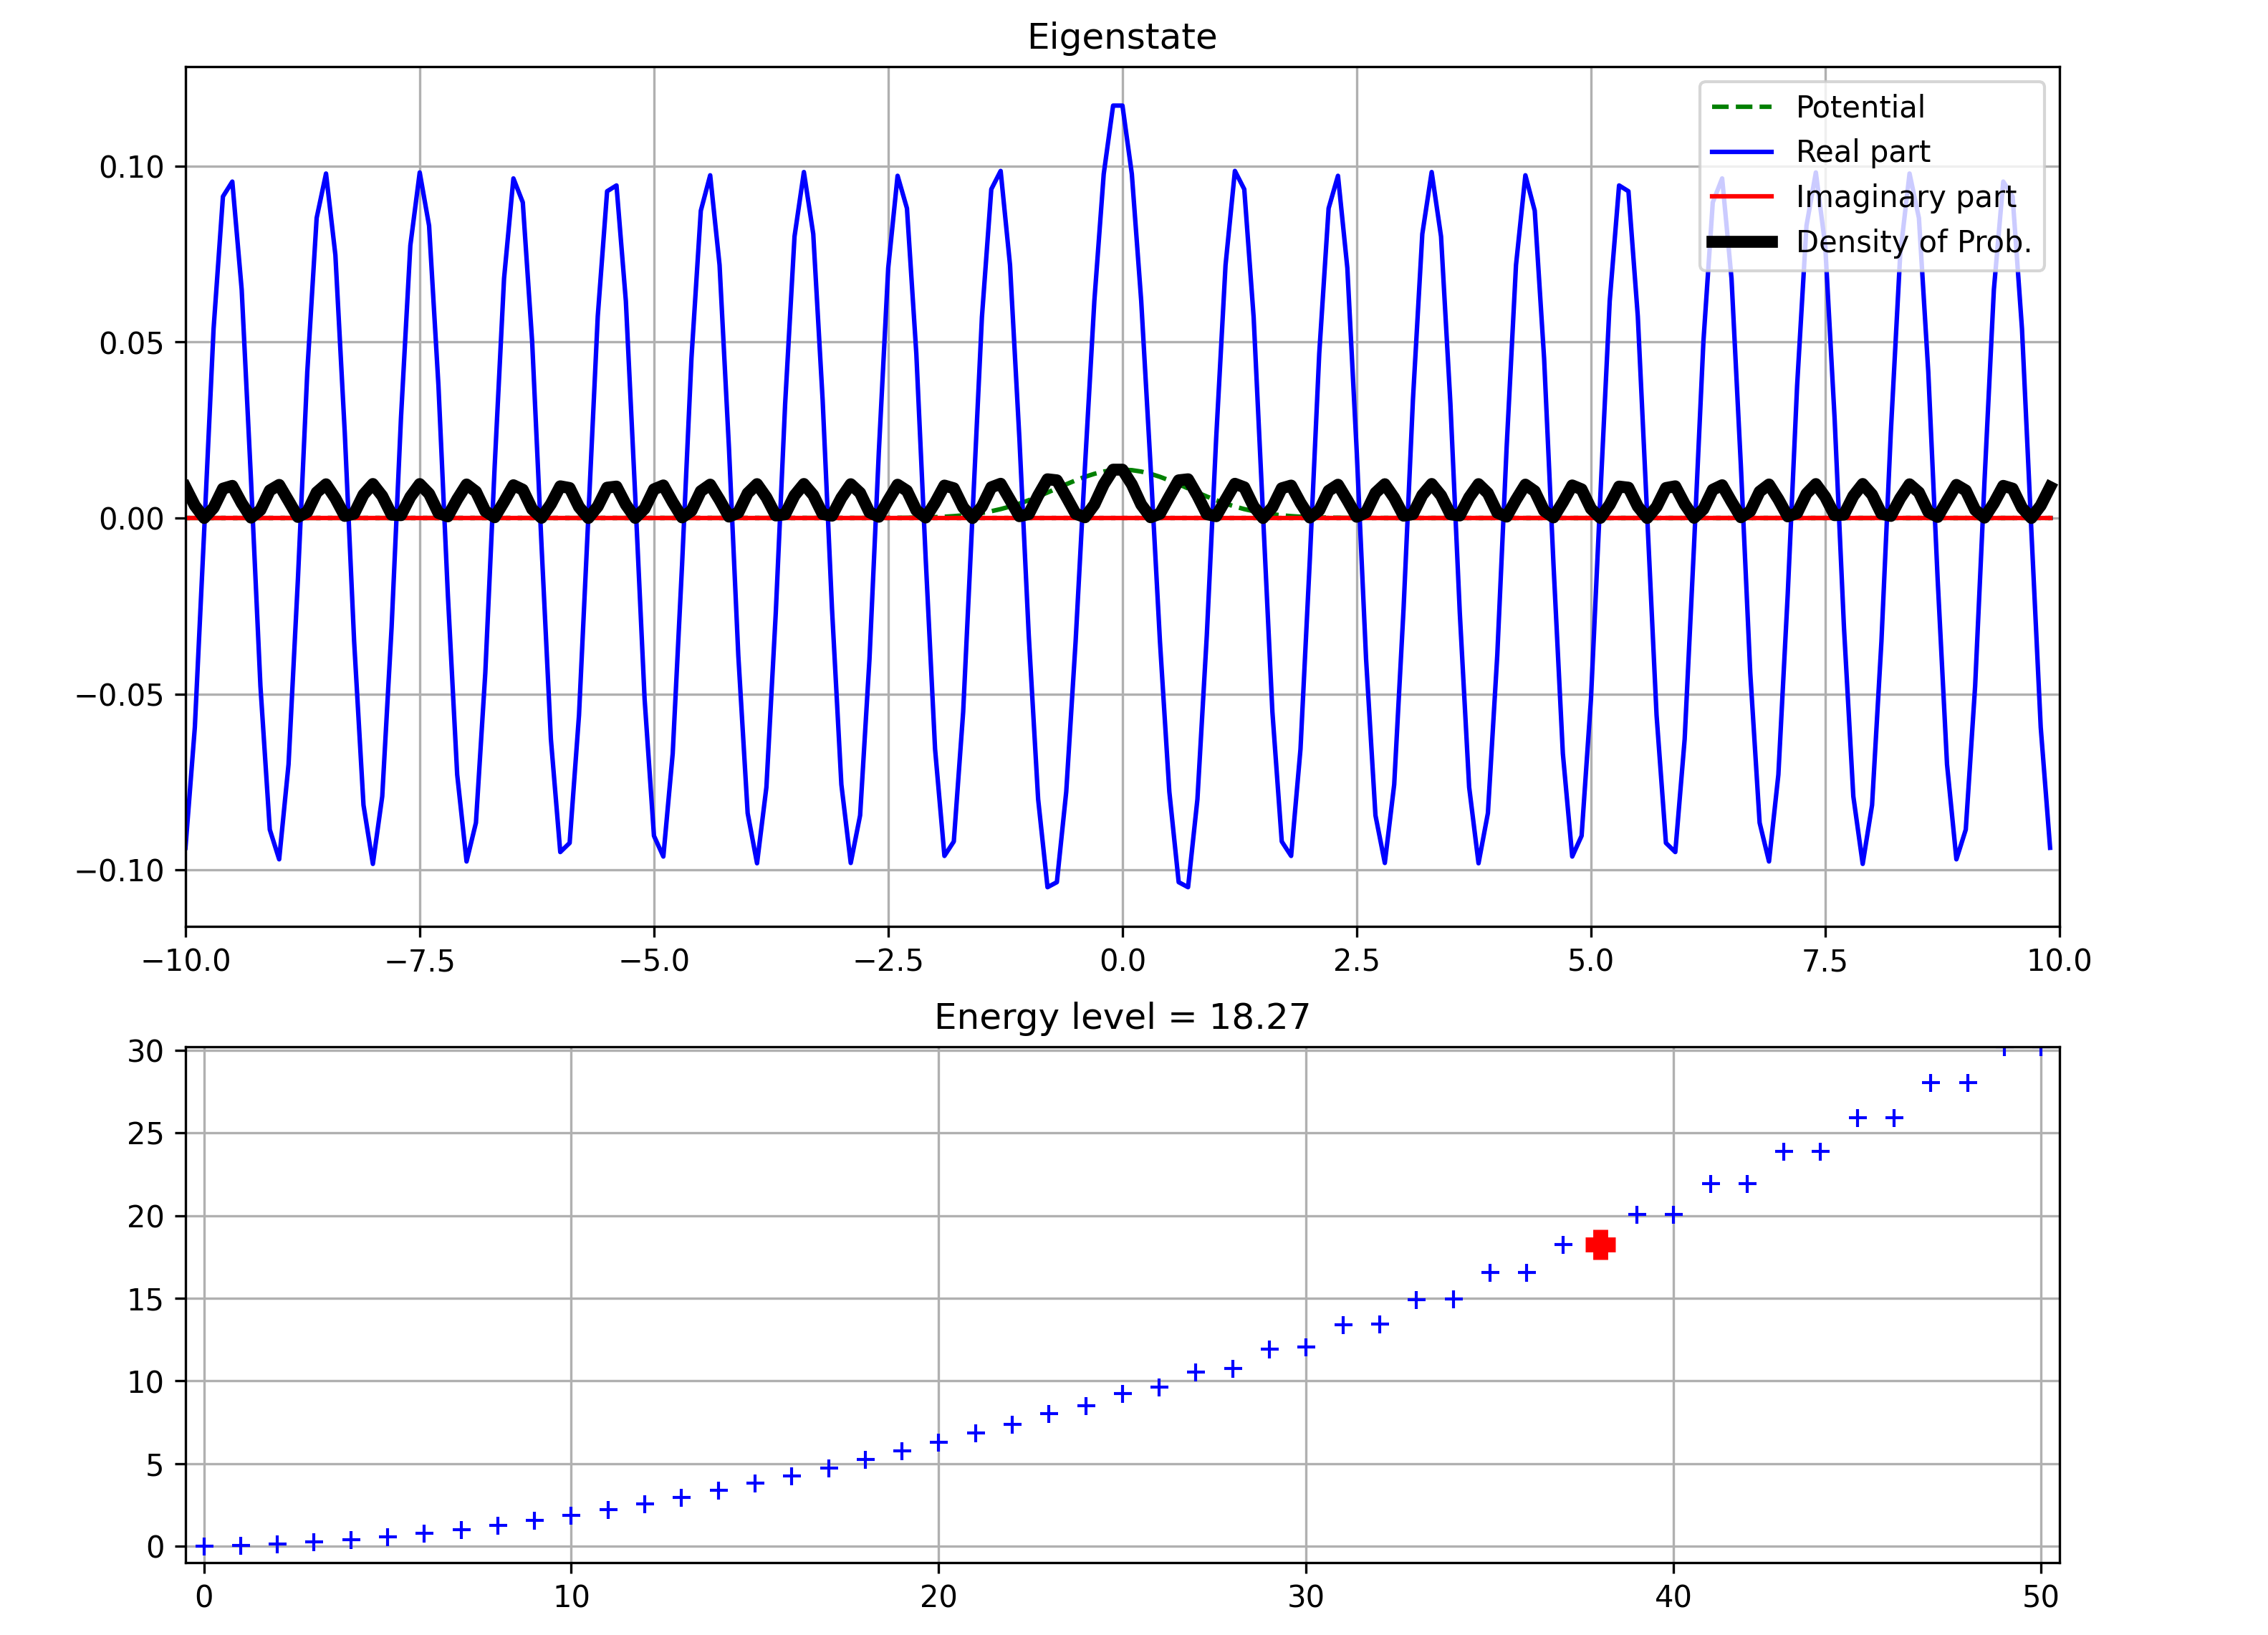 Eigenstate
Potential
Real part
Imaginary part
Density of Prob.
0.10
0.05
0.00
−0.05
−0.10
−10.0 −7.5 −5.0 −2.5 0.0 2.5 5.0 7.5 10.0
Energy level = 18.27
30
25
20
15
10
5
0
0 10 20 30 40 50